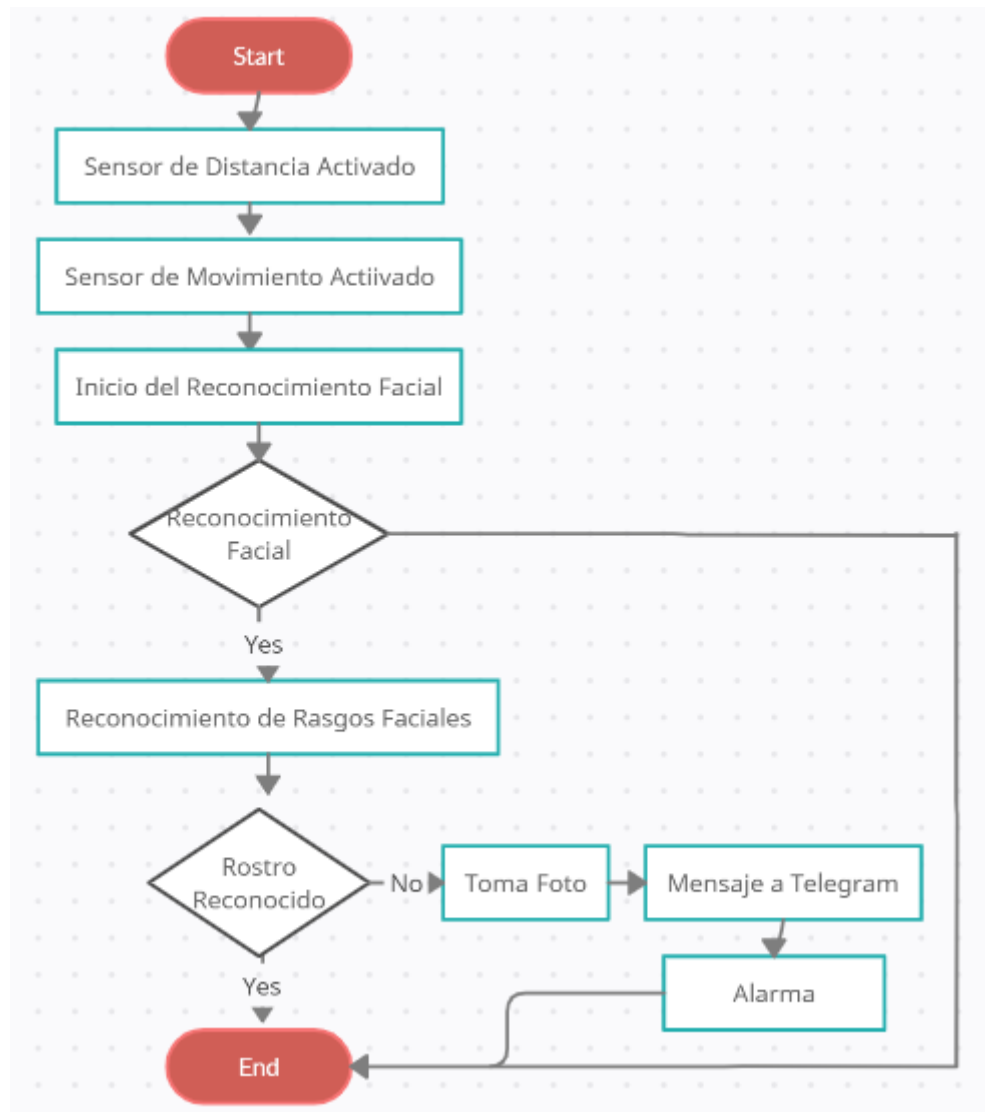 Start
Sensor de Distancia Activado
Sensor de Movimiento Actiivado
Inicio del Reconocimiento Facial
Reconocimiento
Facial
Yes
Reconocimiento de Rasgos Faciales
Rostro
Reconocido
No
Toma Foto
Mensaje a Telegram
Alarma
Yes
End